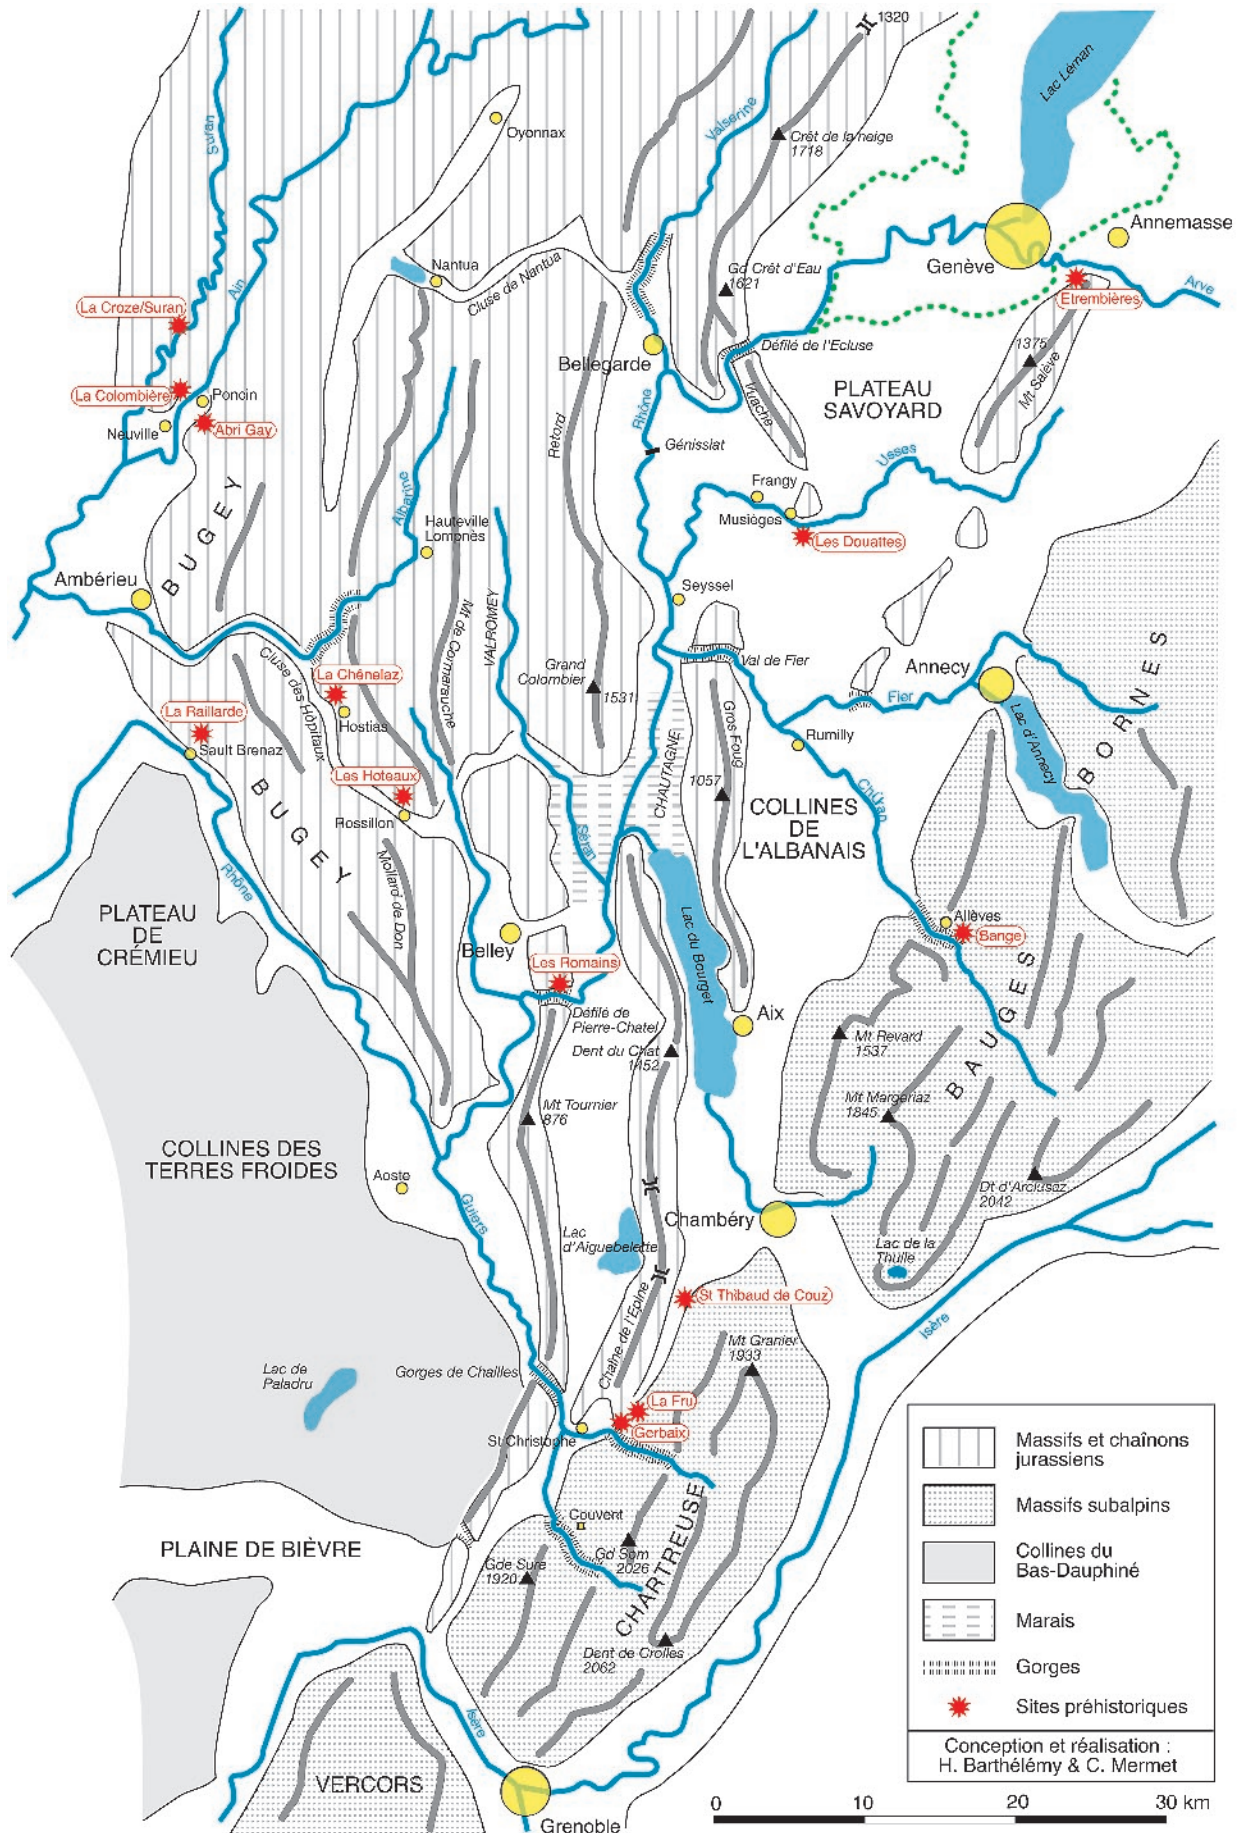 1320
Lac Léman
Suran
Oyonnax
Valserine
Crêt de la neige
1718
Annemasse
Genève
Ain
Nantua
Cluse de Nantua
Gd Crêt d'Eau
1621
Etrembières
Arve
La Croze/Suran
Bellegarde
Défilé de l'Ecluse
1375
Mt Salève
La Colombière
Poncin
Neuville
Abri Gay
PLATEAU
SAVOYARD
Vuache
Rhône
Retord
Génissiat
Usses
Frangy
Musièges
Les Douattes
Albarine
Hauteville
Lompnès
BUGEY
Ambérieu
Seyssel
Mt de Cormaranche
VALROMEY
Val de Fier
Grand
Colombier
1531
Cluse des Hôpitaux
La Chênelaz
Hostias
La Raillarde
Sault Brenaz
Annecy
Fier
Lac d'Annecy
BORNES
Gros Foug
Rumilly
CHAUTAGNE
1057
Chéran
Les Hoteaux
Rossillon
BUGEY
COLLINES
DE
L'ALBANAIS
Séran
Rhône
Mollard de Don
PLATEAU
DE
CRÉMIEU
Lac du Bourget
Allèves
Bange
Belley
Les Romains
Défilé de
Pierre-Chatel
Aix
Dent du Chat
1452
Mt Revard
1537
BAUGES
Mt Margériaz
1845
Mt Tournier
876
COLLINES DES
TERRES FROIDES
Aoste
Dt d'Arclusaz
2042
Guiers
Chambéry
Lac
d'Aiguebelette
Lac de la
Thuile
St Thibaud de Couz
Chaîne de l'Epine
Isère
Mt Granier
1933
Lac de
Paladru
Gorges de Chailles
La Fru
Gerbaix
St Christophe
CHARTREUSE
Couvent
PLAINE DE BIÈVRE
Gd Som
2026
Gde Sure
1920
Dent de Crolles
2062
Isère
VERCORS
Grenoble
Massifs et chaînons
jurassiens
Massifs subalpins
Collines du
Bas-Dauphiné
Marais
Gorges
Sites préhistoriques
Conception et réalisation :
H. Barthélémy & C. Mermet
0 10 20 30 km